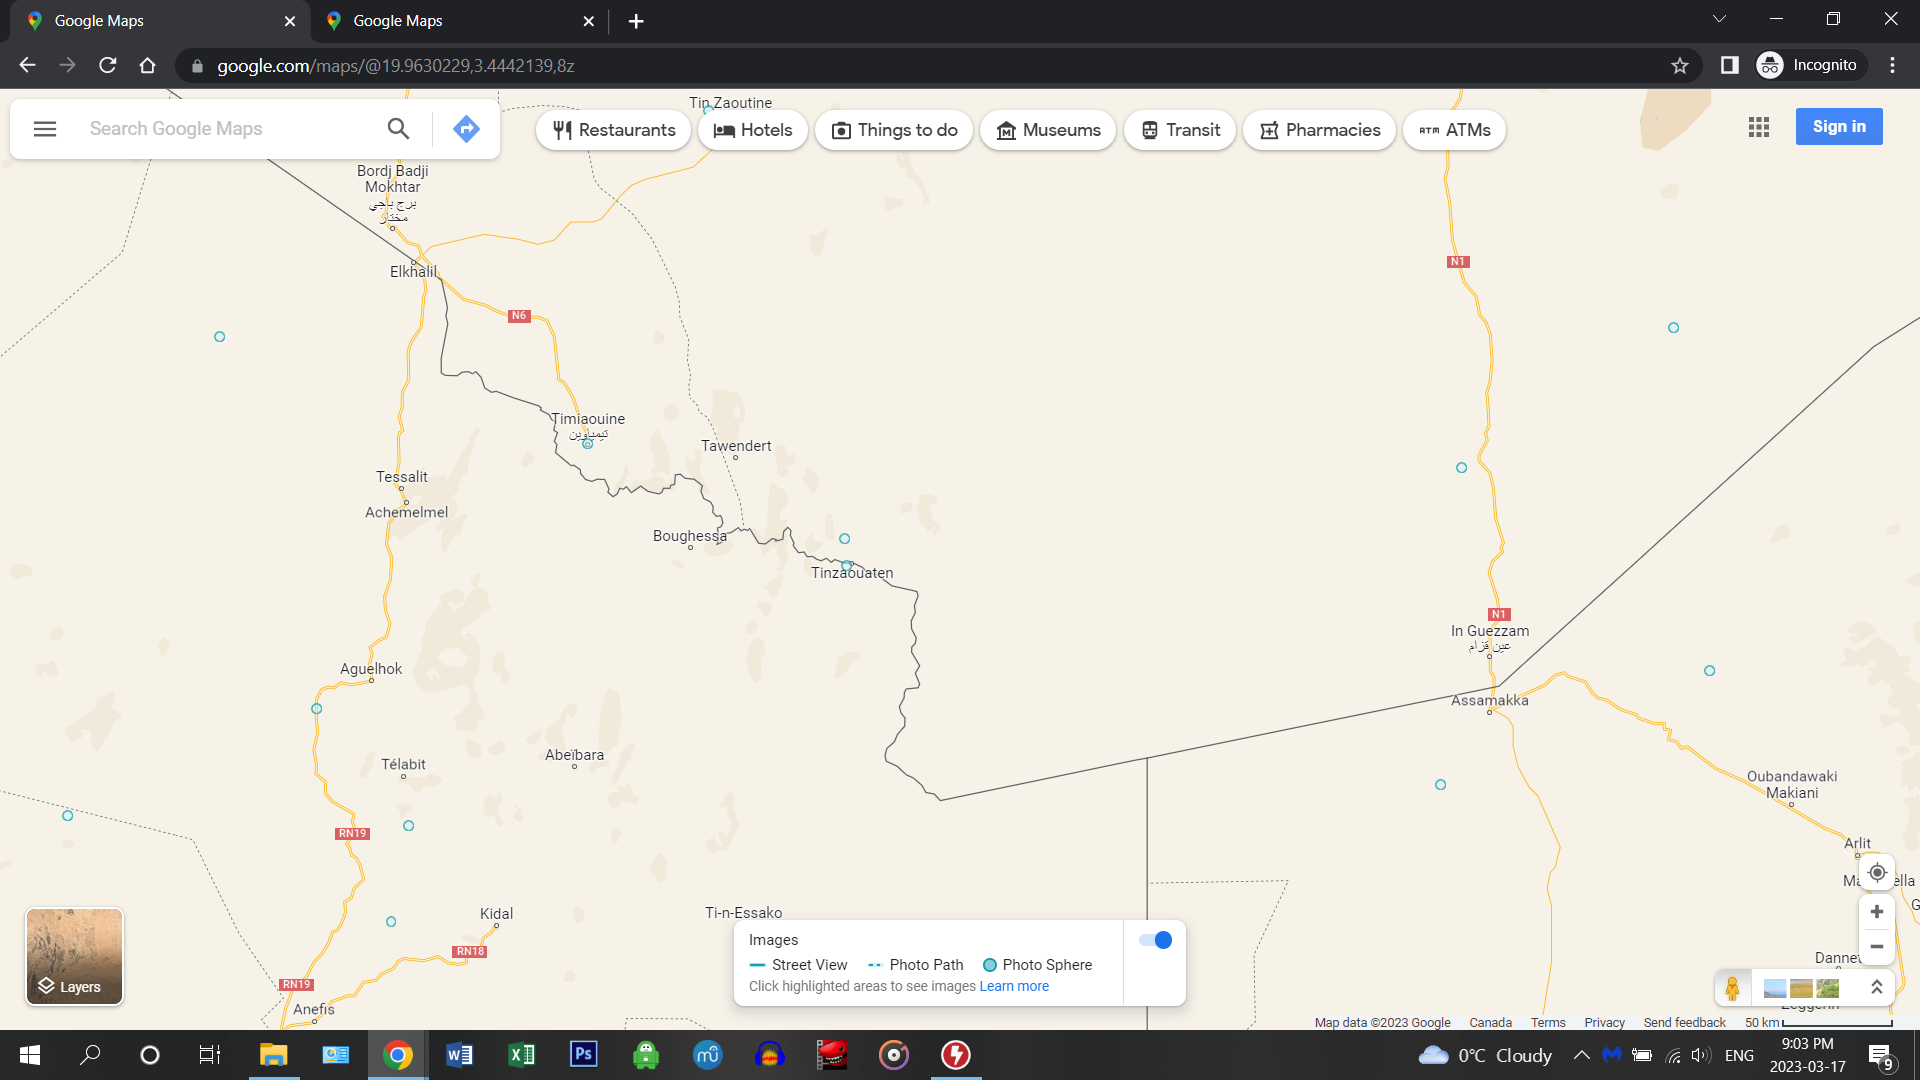 Google Maps
Google Maps
google.com/maps/@19.9630229,3.4442139,8z
Incognito
Search Google Maps
Restaurants
Hotels
Things to do
Museums
Transit
Pharmacies
ATM ATMs
Sign in
Tin Zaoutine
Bordj Badji
Mokhtar
برج باجي
مختار
Elkhalil
N1
N6
Timiaouine
تيمياوين
Tawendert
Tessalit
Achemelmel
Boughessa
Tinzaouaten
N1
In Guezzam
عين قزام
Aguelhok
Assamakka
Abeïbara
Télabit
Oubandawaki
Makiani
RN19
Arlit
Kidal
Ti-n-Essako
RN18
Images
Street View
Photo Path
Photo Sphere
Click highlighted areas to see images Learn more
Layers
RN19
Anefis
Map data ©2023 Google
Canada
Terms
Privacy
Send feedback
50 km
W
X
Ps
0°C Cloudy
ENG
9:03 PM
2023-03-17
9